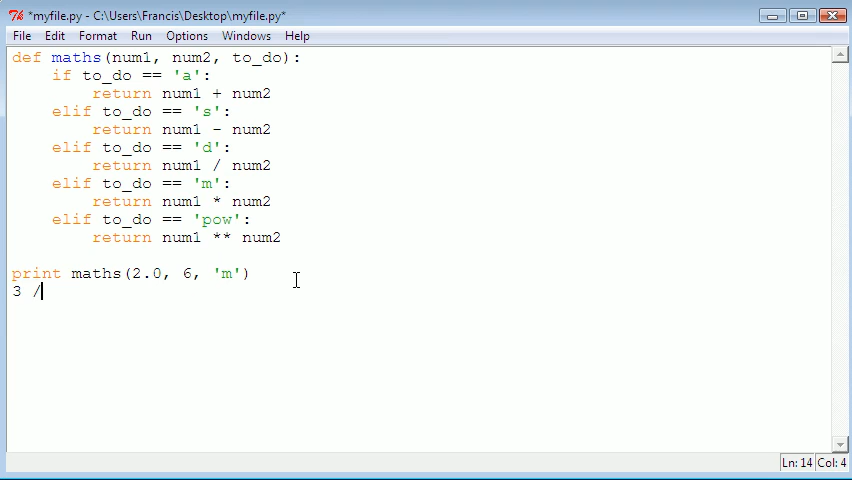 *myfile.py - C:\Users\Francis\Desktop\myfile.py*
File Edit Format Run Options Windows Help
def maths(num1, num2, to_do):
    if to_do == 'a':
        return num1 + num2
    elif to_do == 's':
        return num1 - num2
    elif to_do == 'd':
        return num1 / num2
    elif to_do == 'm':
        return num1 * num2
    elif to_do == 'pow':
        return num1 ** num2
print maths(2.0, 6, 'm')
3 /
Ln: 14 Col: 4